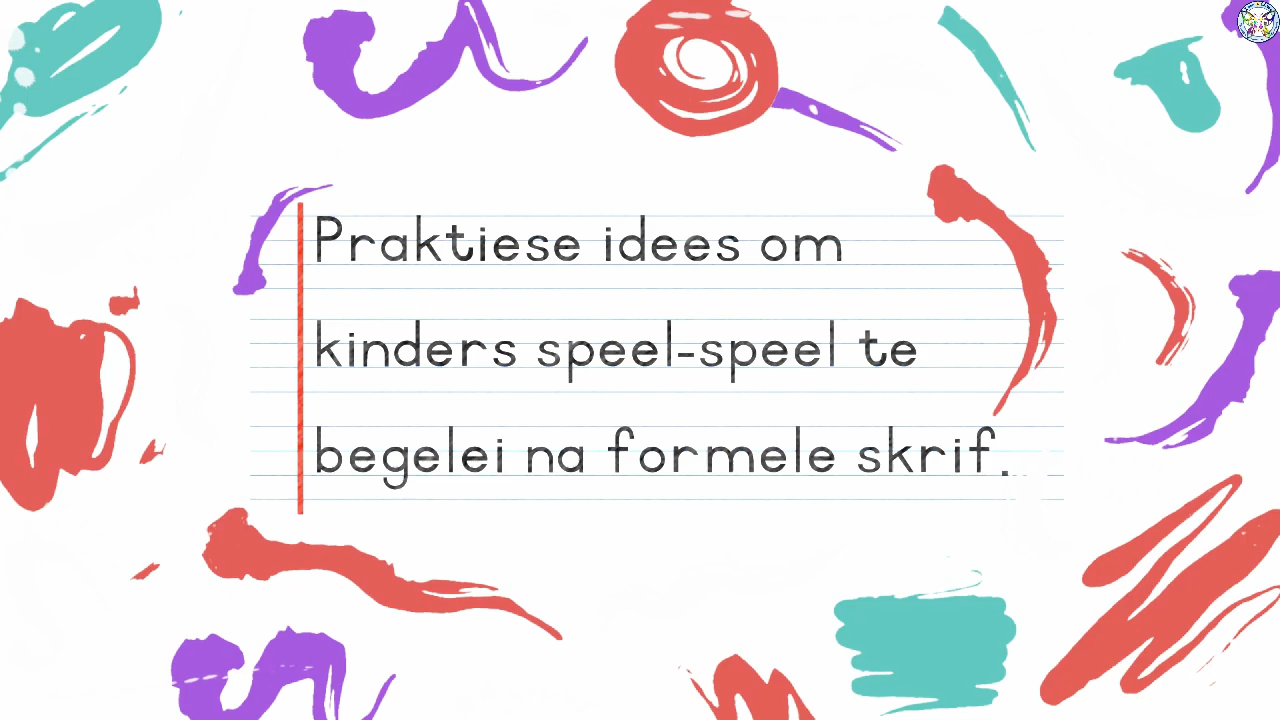 Praktiese idees om
kinders speel-speel te
begelei na formele skrif.